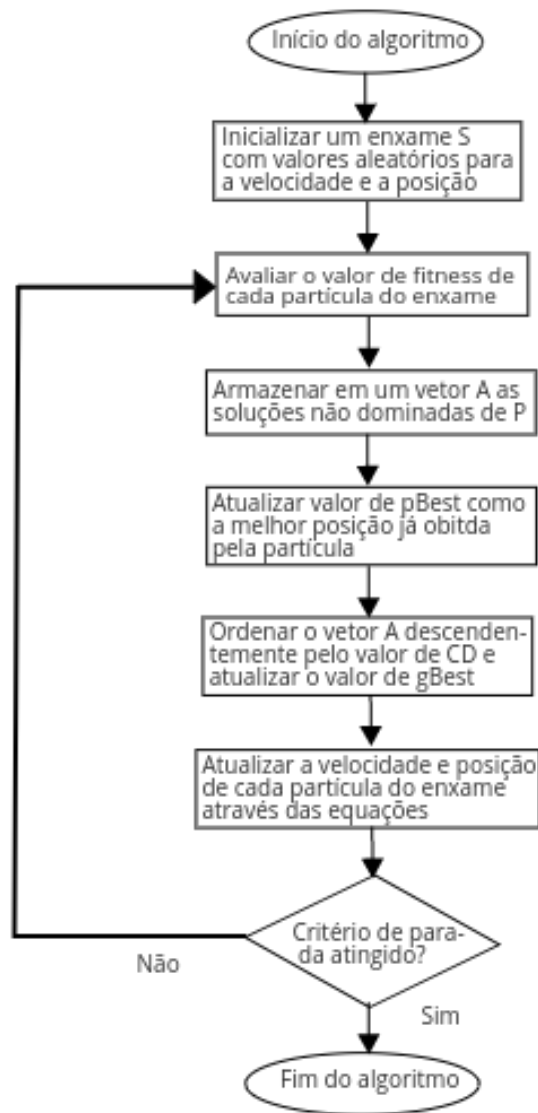 Início do algoritmo
Inicializar um enxame S
com valores aleatórios para
a velocidade e a posição
Avaliar o valor de fitness de
cada partícula do enxame
Armazenar em um vetor A as
soluções não dominadas de P
Atualizar valor de pBest como
a melhor posição já obitda
pela partícula
Ordenar o vetor A descenden-
temente pelo valor de CD e
atualizar o valor de gBest
Atualizar a velocidade e posição
de cada partícula do enxame
através das equações
Critério de para-
da atingido?
Não
Sim
Fim do algoritmo